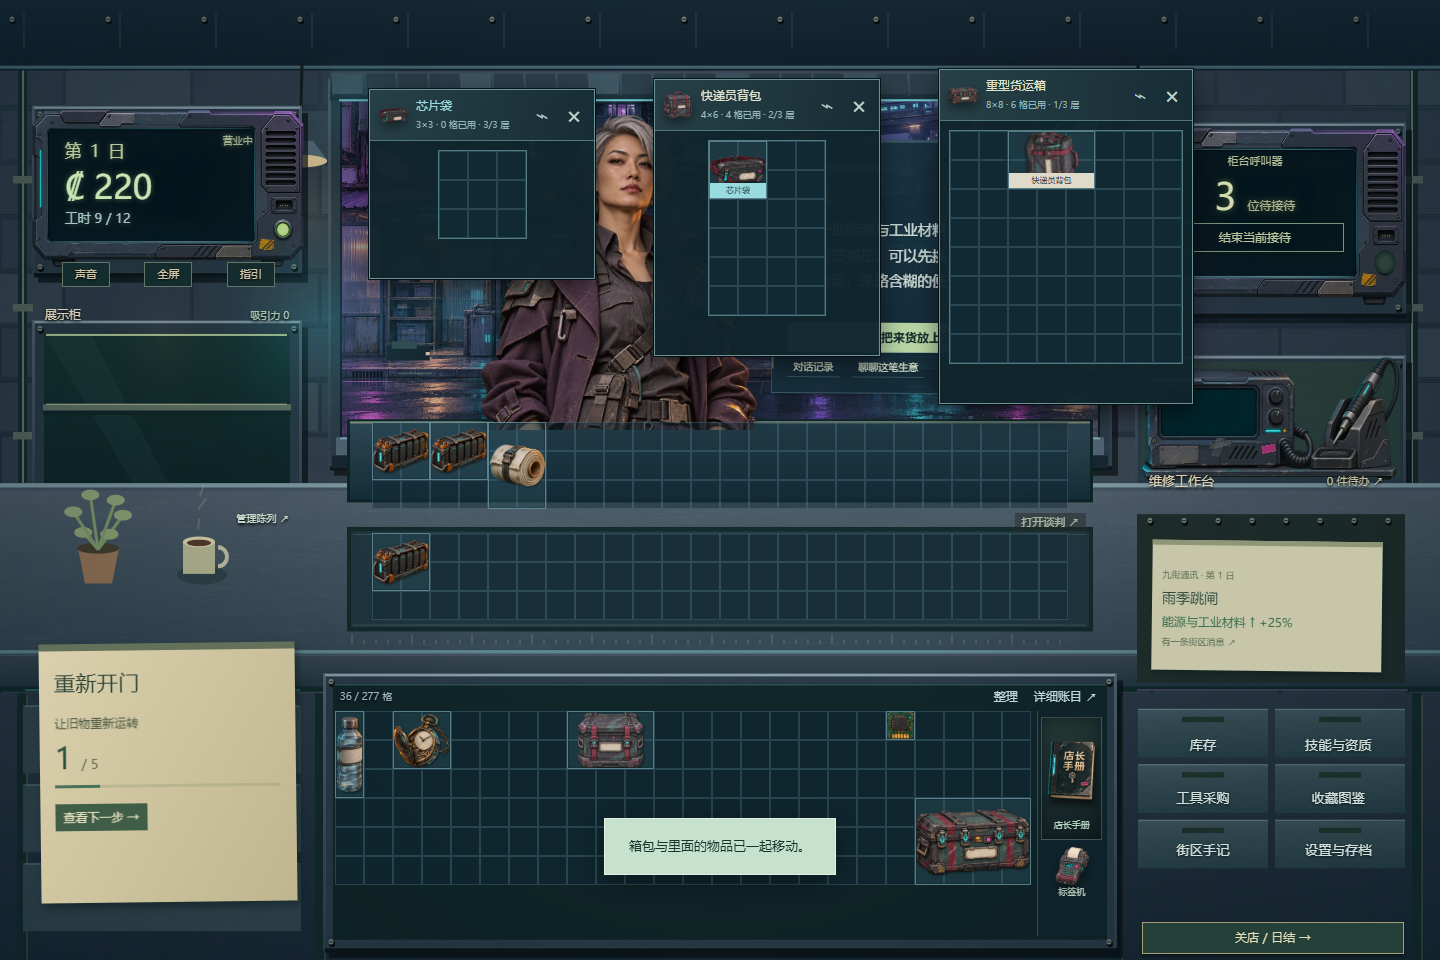 第 1 日
营业中
₡ 220
工时 9 / 12
声音
全屏
指引
展示柜
吸引力 0
管理陈列 ↗
芯片袋
3×3 · 0 格已用 · 3/3 层
快递员背包
4×6 · 4 格已用 · 2/3 层
芯片袋
重型货运箱
8×8 · 6 格已用 · 1/3 层
快递员背包
与工业材料
可以先
含糊的
把来货放上
对话记录
聊聊这笔生意
柜台呼叫器
3 位待接待
结束当前接待
维修工作台
0 件待办 ↗
打开谈判 ↗
九街通讯 · 第 1 日
雨季跳闸
能源与工业材料 ↑ +25%
有一条街区消息 ↗
重新开门
让旧物重新运转
1 / 5
查看下一步 →
36 / 277 格
整理
详细账目 ↗
店长
手册
店长手册
标签机
箱包与里面的物品已一起移动。
库存
技能与资质
工具采购
收藏图鉴
街区手记
设置与存档
关店 / 日结 →